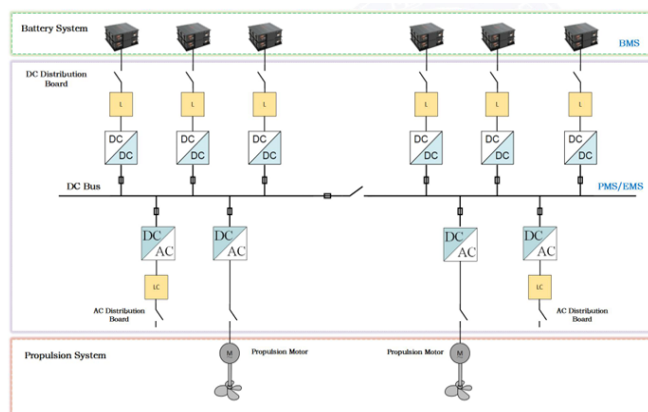 Battery System
BMS
DC Distribution
Board
L
L
L
L
L
L
DC
DC
DC
DC
DC
DC
DC
DC
DC
DC
DC
DC
DC Bus
PMS/EMS
DC
AC
DC
AC
DC
AC
DC
AC
LC
LC
AC Distribution
Board
AC Distribution
Board
Propulsion System
M
Propulsion Motor
Propulsion Motor
M